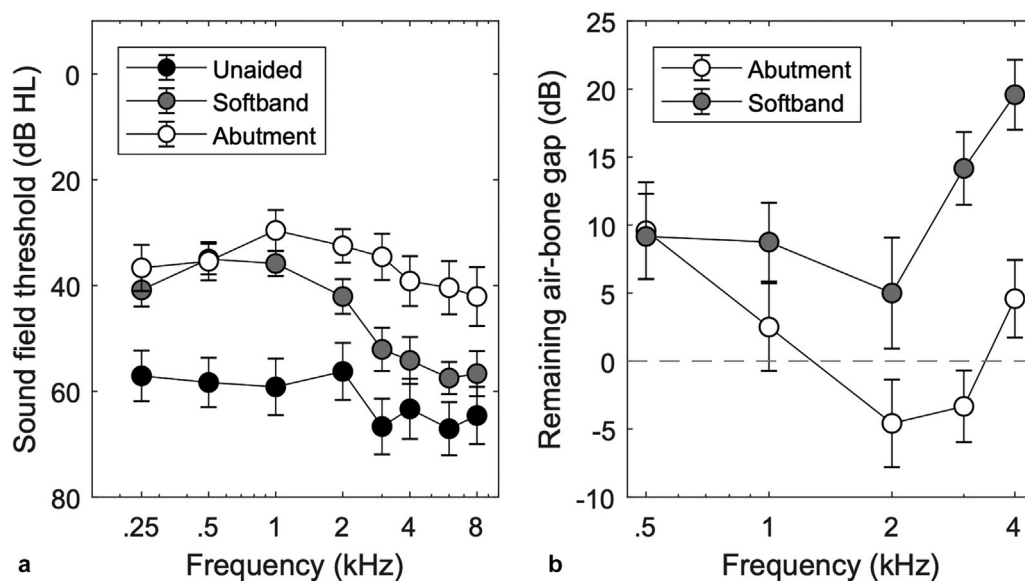 Sound field threshold (dB HL)
0
20
40
60
80
Unaided
Softband
Abutment
.25
.5
1
2
4
8
Frequency (kHz)
a
Remaining air-bone gap (dB)
25
20
15
10
5
0
-5
-10
Abutment
Softband
.5
1
2
4
Frequency (kHz)
b